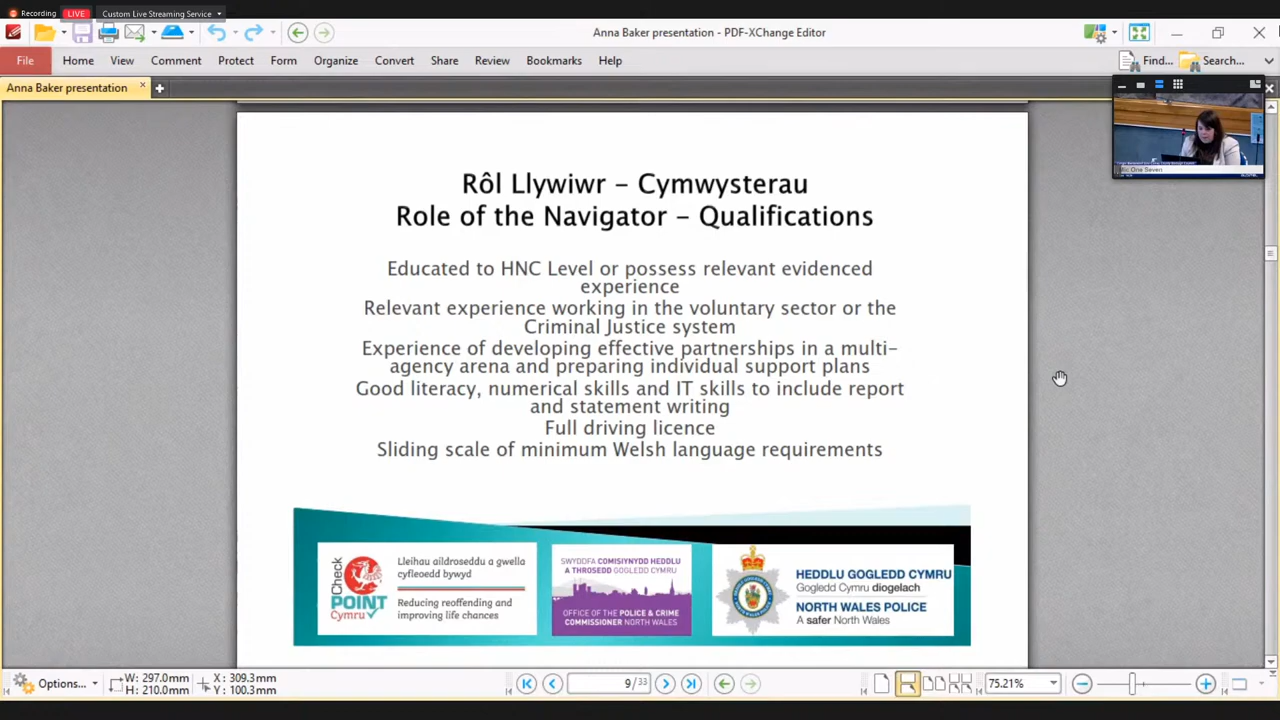 Recording
LIVE
Custom Live Streaming Service
Anna Baker presentation - PDF-XChange Editor
File
Home
View
Comment
Protect
Form
Organize
Convert
Share
Review
Bookmarks
Help
Find...
Search...
Anna Baker presentation
Mic One Seven
Rôl Llywiwr – Cymwysterau
Role of the Navigator – Qualifications
Educated to HNC Level or possess relevant evidenced
experience
Relevant experience working in the voluntary sector or the
Criminal Justice system
Experience of developing effective partnerships in a multi-
agency arena and preparing individual support plans
Good literacy, numerical skills and IT skills to include report
and statement writing
Full driving licence
Sliding scale of minimum Welsh language requirements
Check
POINT
Cymru
Lleihau aildroseddu a gwella
cyfleoedd bywyd
Reducing reoffending and
improving life chances
SWYDDFA COMISIYNYDD HEDDLU
A THROSEDD GOGLEDD CYMRU
OFFICE OF THE POLICE & CRIME
COMMISSIONER NORTH WALES
HEDDLU GOGLEDD CYMRU
Gogledd Cymru diogelach
NORTH WALES POLICE
A safer North Wales
Options...
W: 297.0mm
H: 210.0mm
X: 309.3mm
Y: 100.3mm
9/33
75.21%